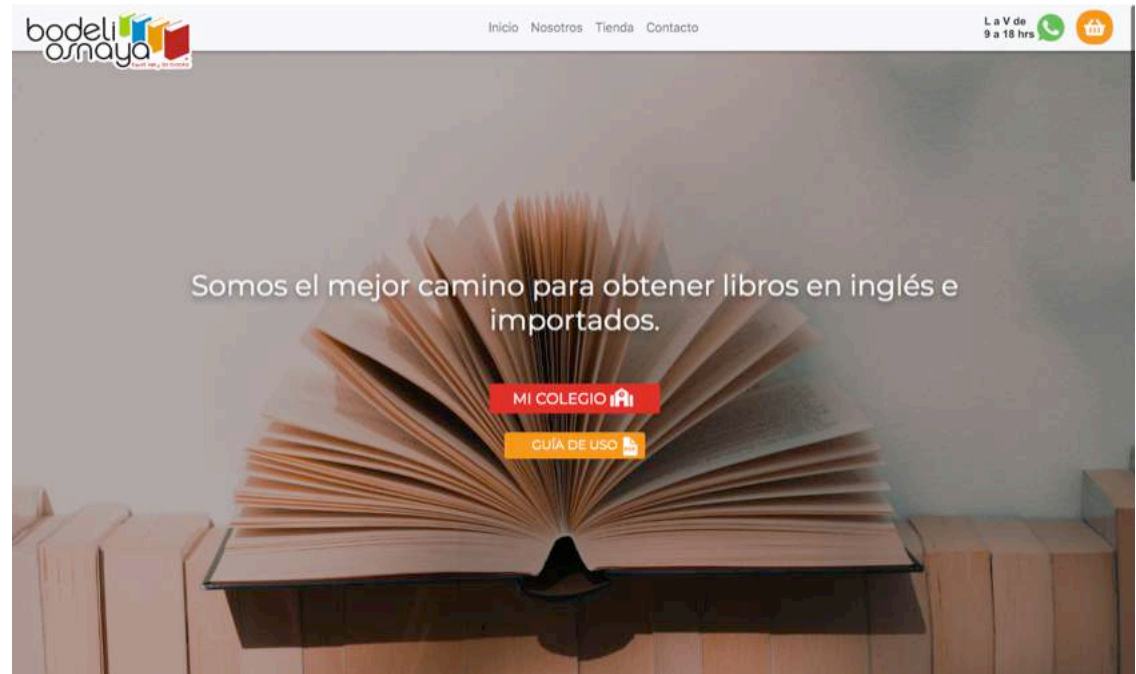 bodeli
osnaya
Inicio Nosotros Tienda Contacto
L a V de
9 a 18 hrs
Somos el mejor camino para obtener libros en inglés e
importados.
MI COLEGIO
GUÍA DE USO